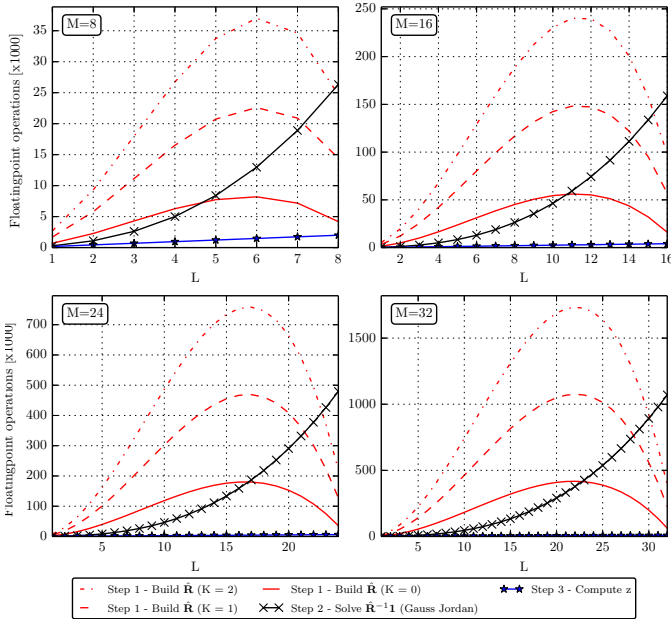 M=8
M=16
Floatingpoint operations [x1000]
35
30
25
20
15
10
5
0
1 2 3 4 5 6 7 8
L
250
200
150
100
50
0
2 4 6 8 10 12 14 16
L
M=24
M=32
Floatingpoint operations [x1000]
700
600
500
400
300
200
100
0
5 10 15 20
L
1500
1000
500
0
5 10 15 20 25 30
L
Step 1 - Build R̂ (K = 2)
Step 1 - Build R̂ (K = 1)
Step 1 - Build R̂ (K = 0)
Step 2 - Solve R̂⁻¹1 (Gauss Jordan)
Step 3 - Compute z